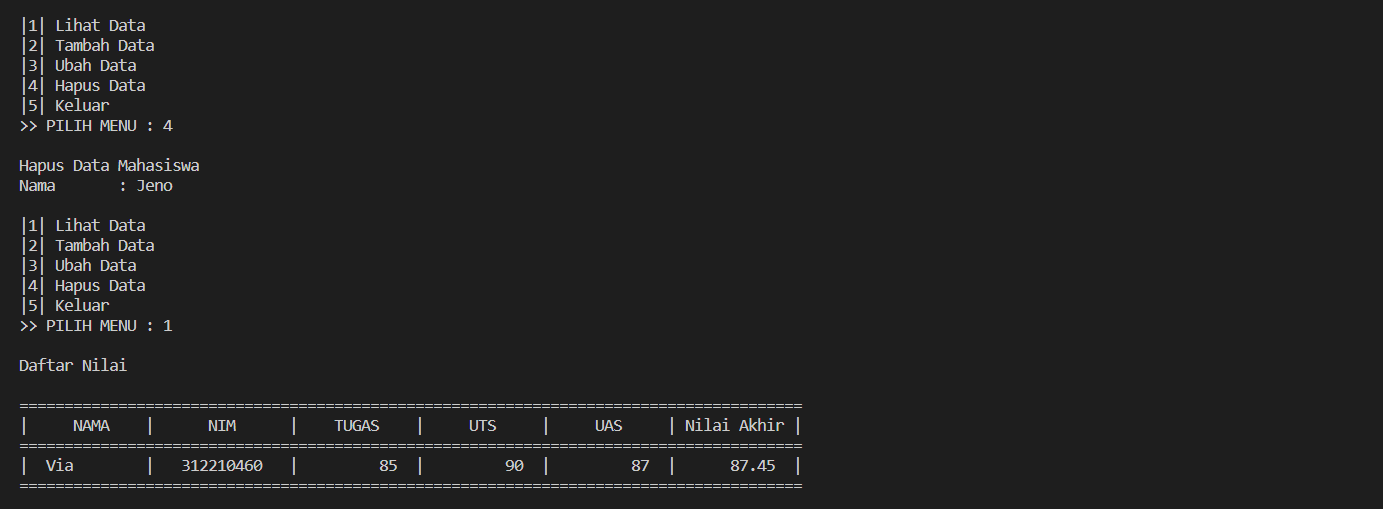 |1| Lihat Data
|2| Tambah Data
|3| Ubah Data
|4| Hapus Data
|5| Keluar
>> PILIH MENU : 4
Hapus Data Mahasiswa
Nama       : Jeno
|1| Lihat Data
|2| Tambah Data
|3| Ubah Data
|4| Hapus Data
|5| Keluar
>> PILIH MENU : 1
Daftar Nilai
=======================================================================================
|     NAMA    |      NIM      |    TUGAS    |     UTS     |     UAS     | Nilai Akhir |
=======================================================================================
|  Via        |   312210460   |         85  |         90  |         87  |      87.45  |
=======================================================================================